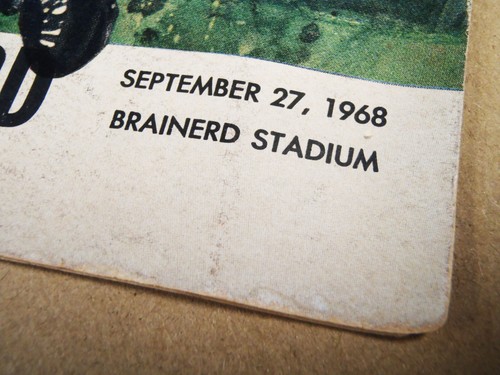 SEPTEMBER 27, 1968
BRAINERD STADIUM